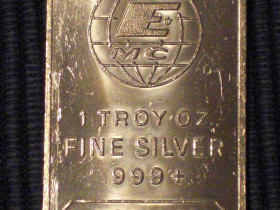 E
MC
1 TROY OZ.
FINE SILVER
999+